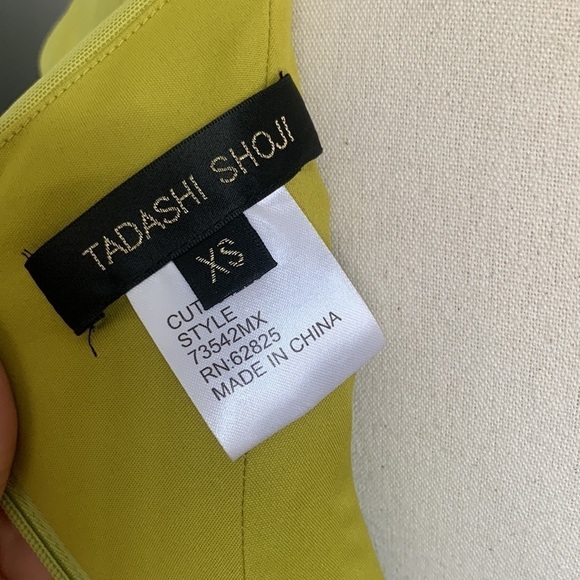 TADASHI SHOJI
XS
CUT
STYLE
73542MX
RN:62825
MADE IN CHINA